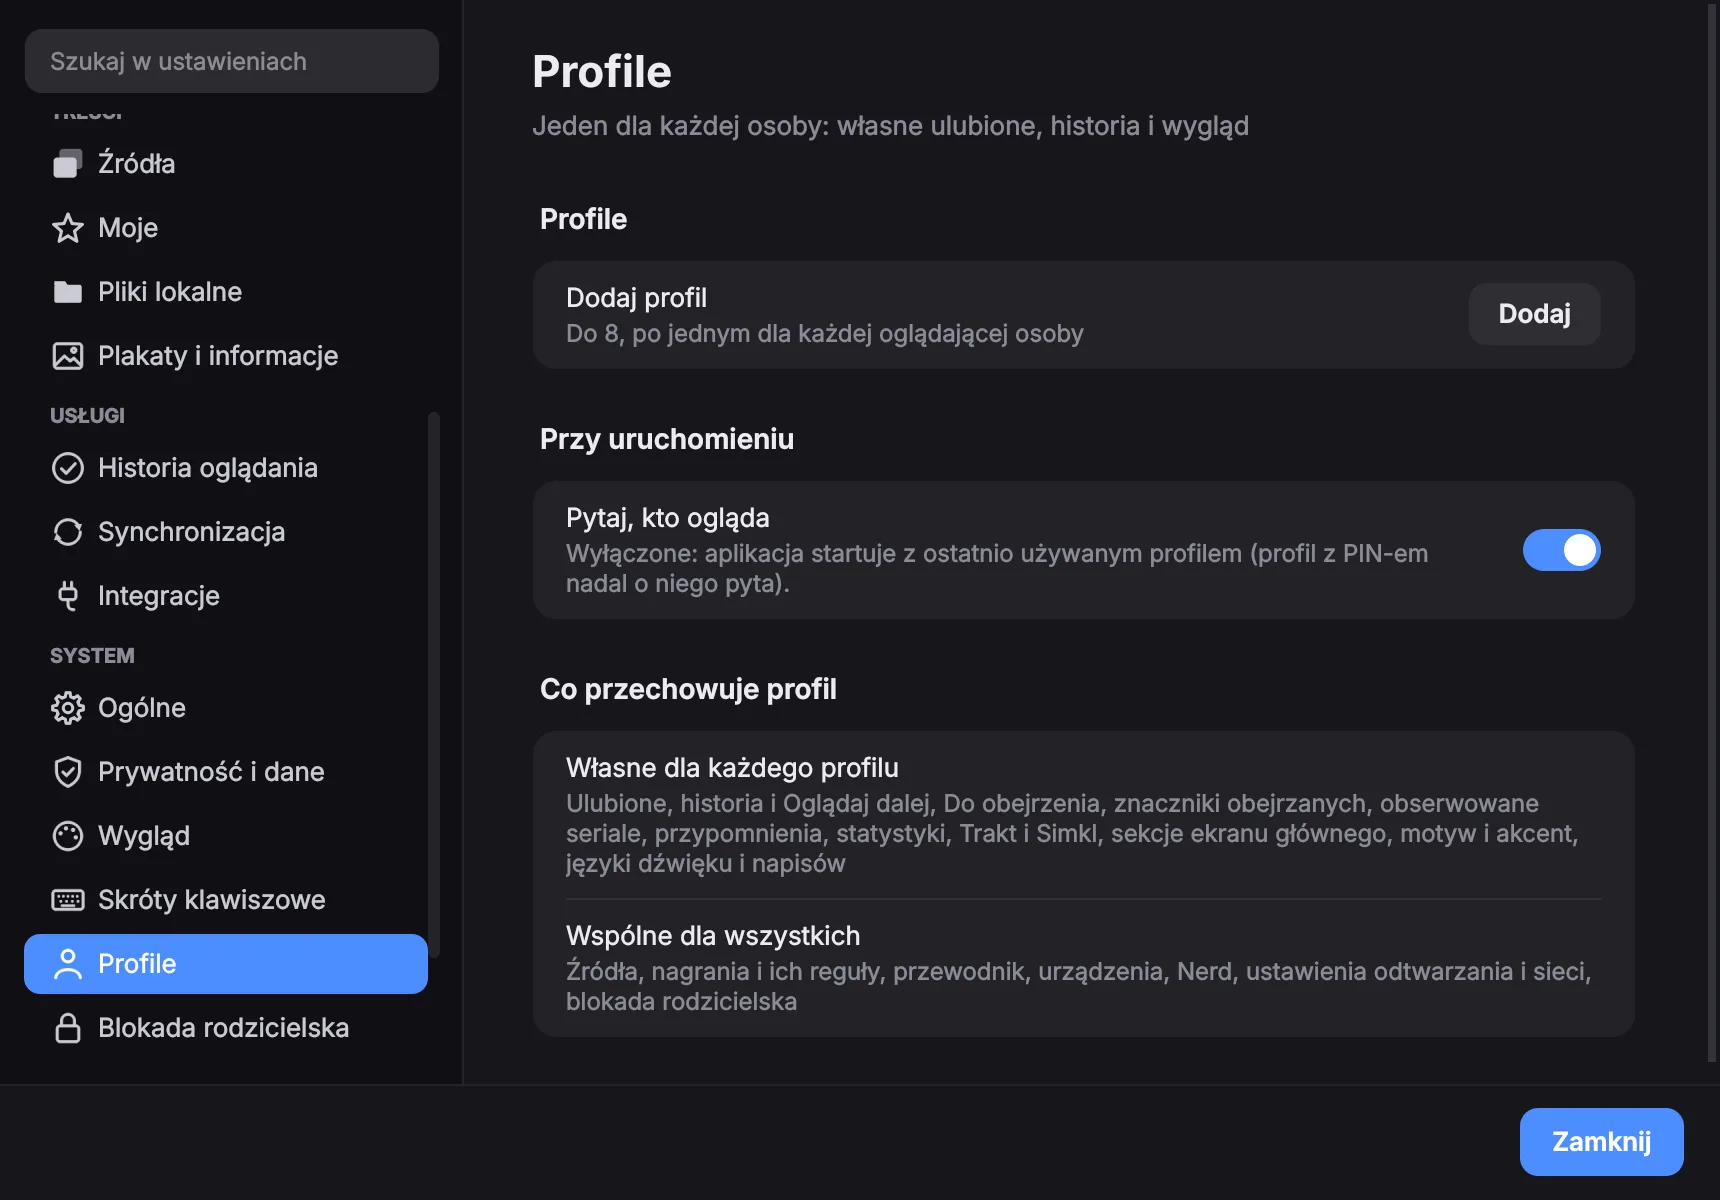 Szukaj w ustawieniach
Źródła
Moje
Pliki lokalne
Plakaty i informacje
USŁUGI
Historia oglądania
Synchronizacja
Integracje
SYSTEM
Ogólne
Prywatność i dane
Wygląd
Skróty klawiszowe
Profile
Blokada rodzicielska
Profile
Jeden dla każdej osoby: własne ulubione, historia i wygląd
Profile
Dodaj profil
Do 8, po jednym dla każdej oglądającej osoby
Dodaj
Przy uruchomieniu
Pytaj, kto ogląda
Wyłączone: aplikacja startuje z ostatnio używanym profilem (profil z PIN-em
nadal o niego pyta).
Co przechowuje profil
Własne dla każdego profilu
Ulubione, historia i Oglądaj dalej, Do obejrzenia, znaczniki obejrzanych, obserwowane
seriale, przypomnienia, statystyki, Trakt i Simkl, sekcje ekranu głównego, motyw i akcent,
języki dźwięku i napisów
Wspólne dla wszystkich
Źródła, nagrania i ich reguły, przewodnik, urządzenia, Nerd, ustawienia odtwarzania i sieci,
blokada rodzicielska
Zamknij